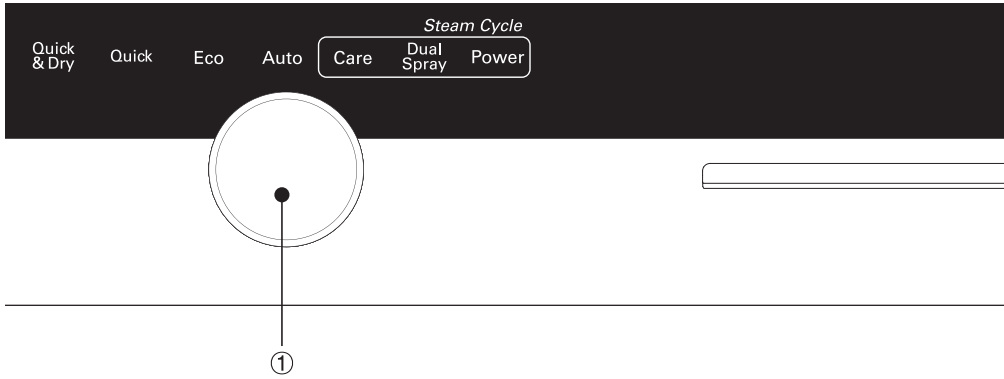 Steam Cycle
Quick
& Dry
Quick
Eco
Auto
Care
Dual
Spray
Power
①